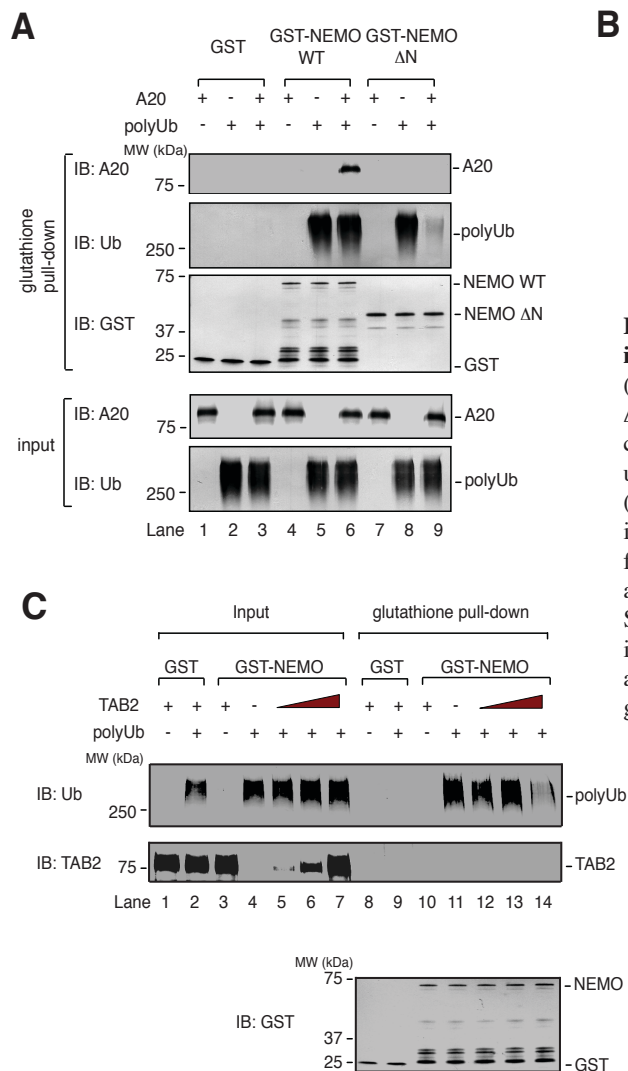 A
B
GST
GST-NEMO WT
GST-NEMO ΔN
A20 + - + + - + + - +
polyUb - + + - + + - + +
MW (kDa)
glutathione pull-down
IB: A20
75
A20
IB: Ub
250
polyUb
IB: GST
75
37
25
NEMO WT
NEMO ΔN
GST
input
IB: A20
75
A20
IB: Ub
250
polyUb
Lane 1 2 3 4 5 6 7 8 9
C
Input
glutathione pull-down
GST
GST-NEMO
GST
GST-NEMO
TAB2 + + + - + + + -
polyUb - + - + + + + - + - + + + +
MW (kDa)
IB: Ub
250
polyUb
IB: TAB2
75
TAB2
Lane 1 2 3 4 5 6 7 8 9 10 11 12 13 14
MW (kDa)
IB: GST
75
37
25
NEMO
GST